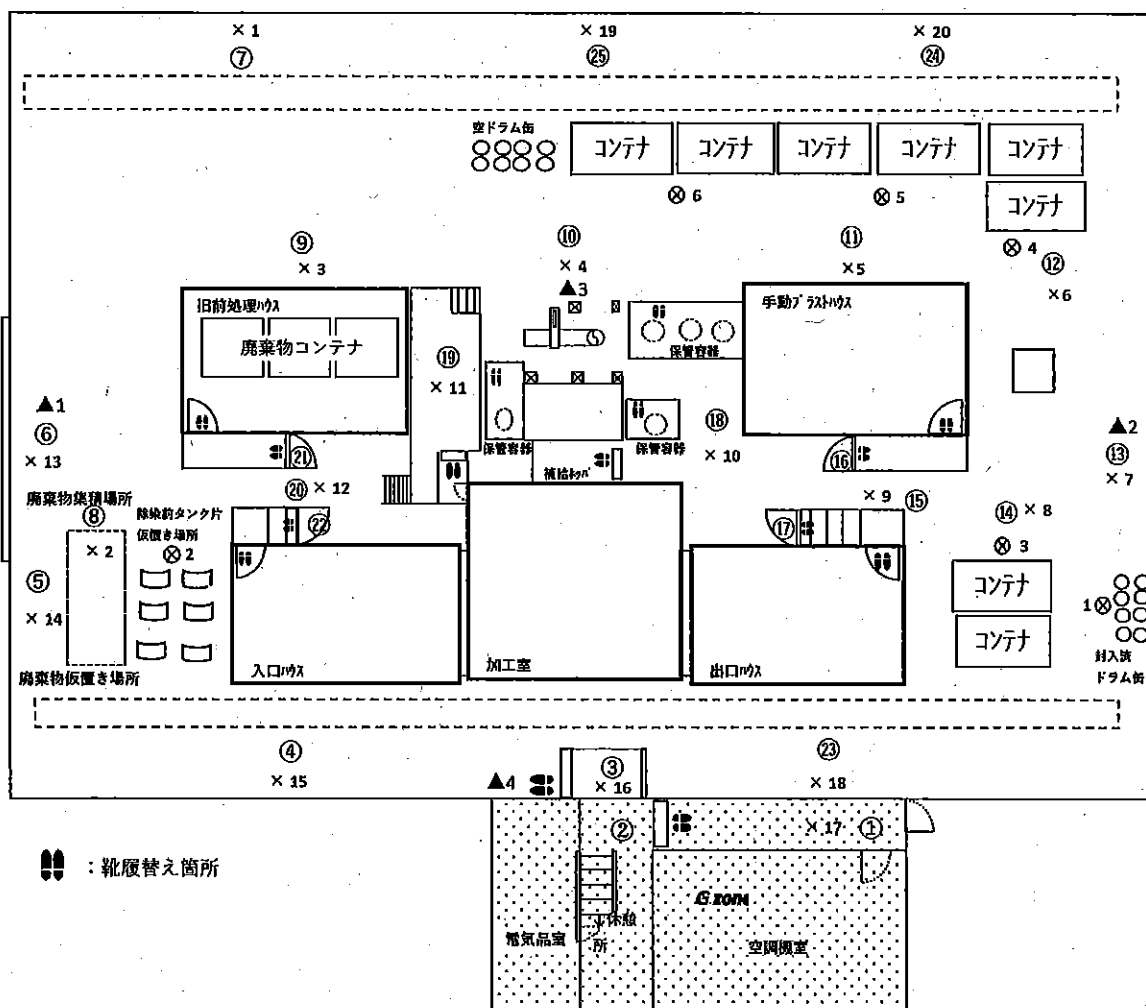 × 1
× 19
× 20
⑦
㉕
㉔
空ドラム缶
コンテナ
コンテナ
コンテナ
コンテナ
コンテナ
コンテナ
⊗ 6
⊗ 5
⊗ 4
⑨
× 3
⑩
× 4
▲3
⑪
×5
⑫
×6
旧前処理ハウス
廃棄物コンテナ
⑲
× 11
保管容器
手動ブラストハウス
保管容器
保管容器
⑱
× 10
▲1
⑥
× 13
▲2
⑬
× 7
㉑
⑳ × 12
補給ホッパ
⑯
× 9 ⑮
⑭ × 8
⊗ 3
廃棄物集積場所
⑧
× 2
除染前タンク片
仮置き場所
⊗ 2
㉒
⑰
⑤
× 14
コンテナ
コンテナ
1⊗
封入済
ドラム缶
廃棄物仮置き場所
入口ハウス
加工室
出口ハウス
④
× 15
▲4
③
× 16
㉓
× 18
②
× 17
①
：靴履替え箇所
G zone
電気品室
休憩
所
空調機室